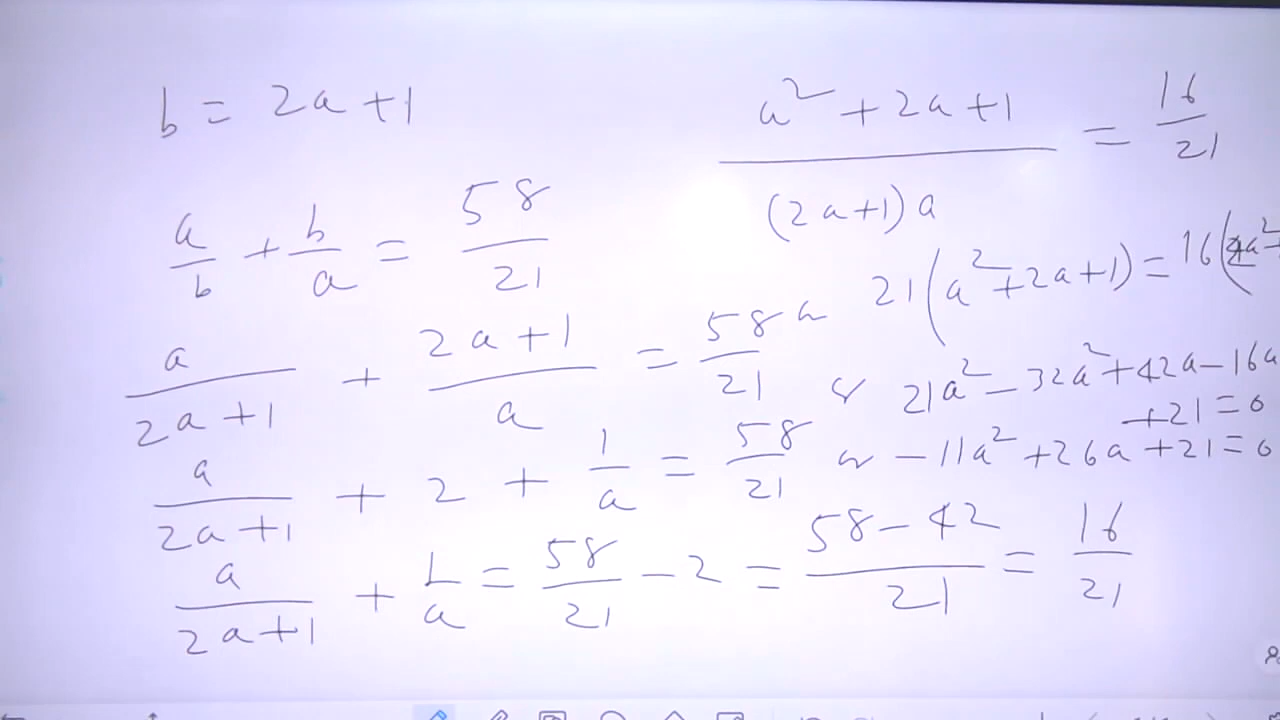 b = 2a+1
a/b + b/a = 58/21
a/(2a+1) + (2a+1)/a = 58/21
a/(2a+1) + 2 + 1/a = 58/21
a/(2a+1) + 1/a = 58/21 - 2 = (58-42)/21 = 16/21
(a²+2a+1)/((2a+1)a) = 16/21
21(a²+2a+1) = 16(
21a²-32a²+42a-16a
+21=0
-11a²+26a+21=0